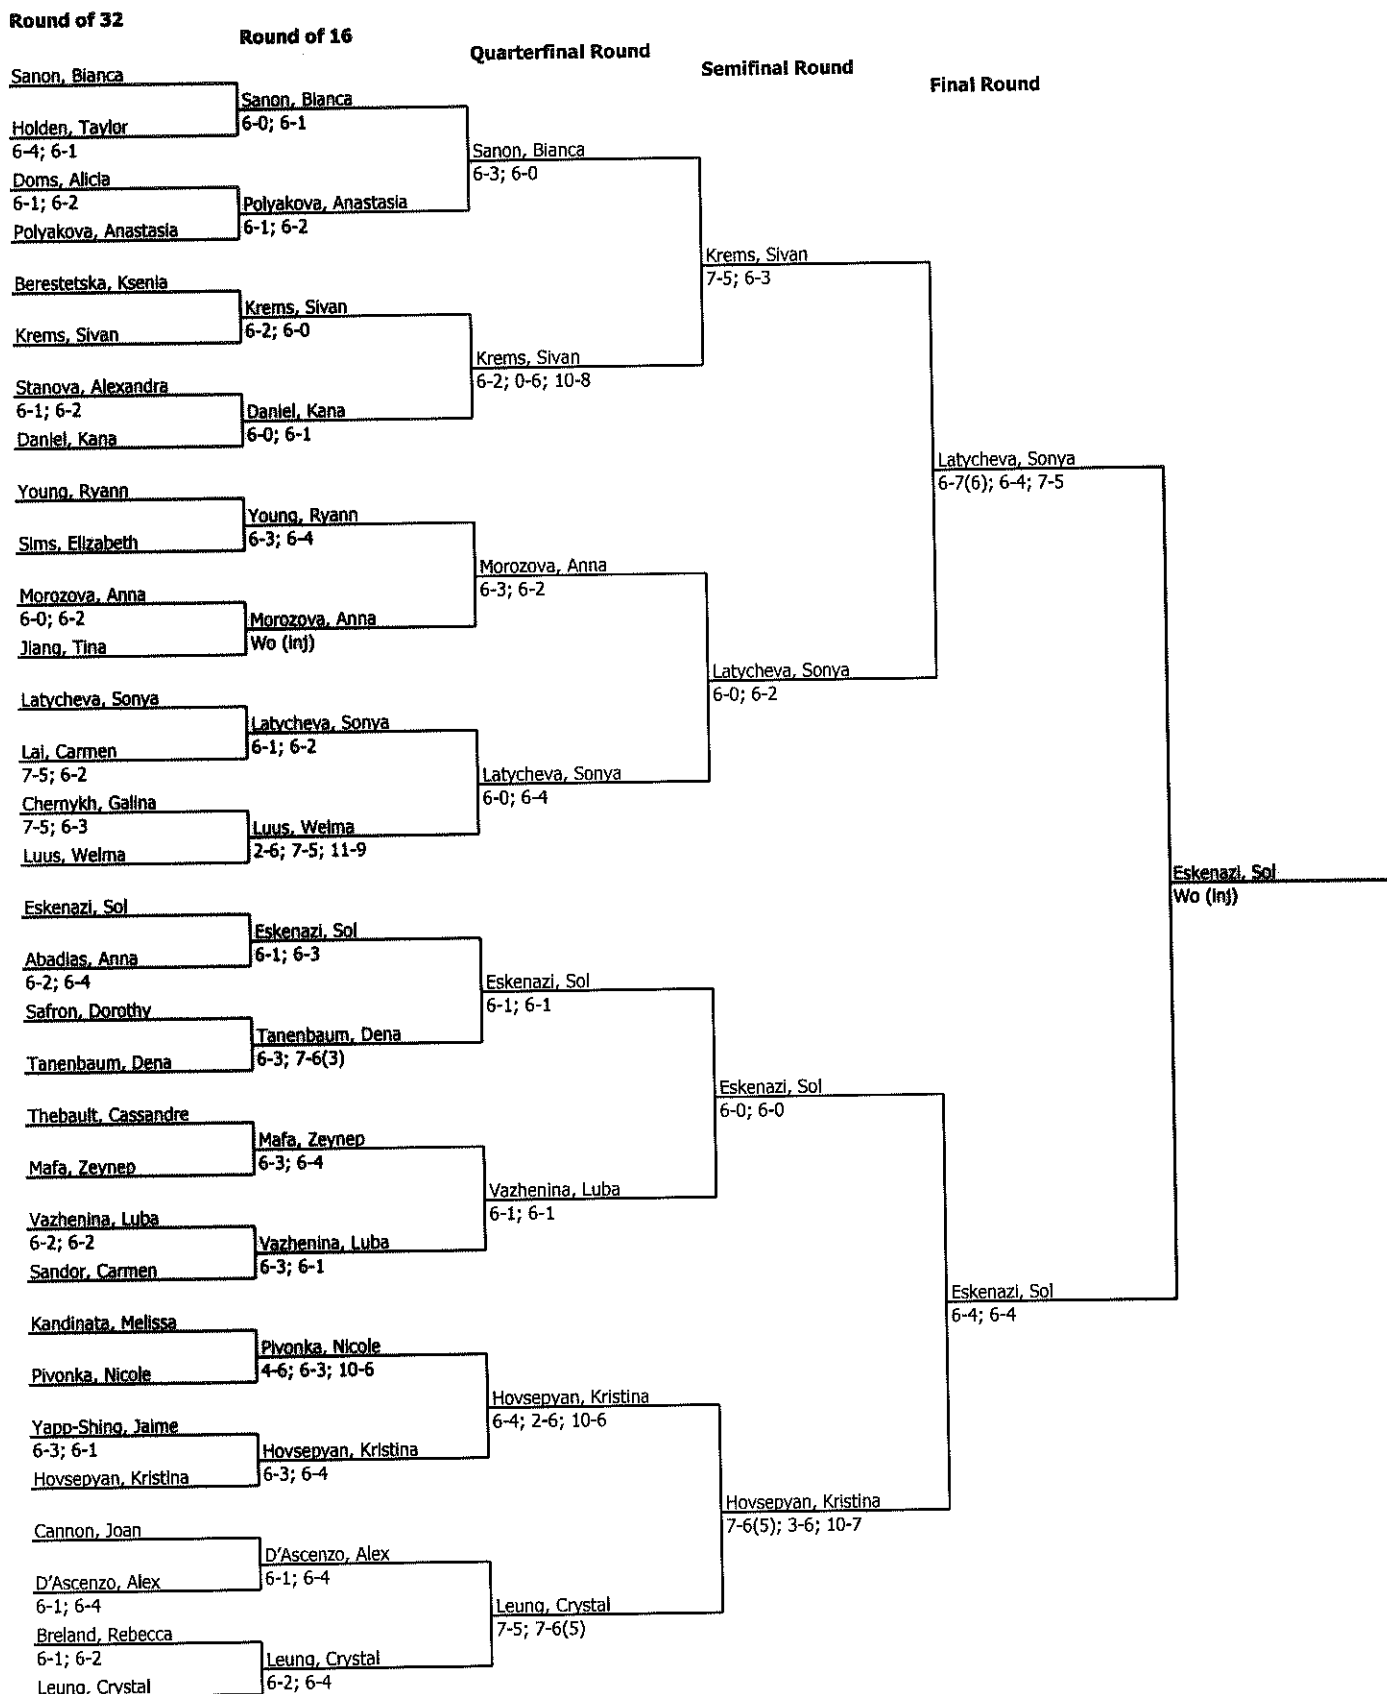 Round of 32
Round of 16
Quarterfinal Round
Semifinal Round
Final Round
Sanon, Bianca
Holden, Taylor
6-4; 6-1
Doms, Alicia
6-1; 6-2
Polyakova, Anastasia
Berestetska, Ksenia
Krems, Sivan
Stanova, Alexandra
6-1; 6-2
Daniel, Kana
Young, Ryann
Sims, Elizabeth
Morozova, Anna
6-0; 6-2
Jiang, Tina
Latycheva, Sonya
Lai, Carmen
7-5; 6-2
Chernykh, Galina
7-5; 6-3
Luus, Welma
Eskenazi, Sol
Abadias, Anna
6-2; 6-4
Safron, Dorothy
Tanenbaum, Dena
Thebault, Cassandre
Mafa, Zeynep
Vazhenina, Luba
6-2; 6-2
Sandor, Carmen
Kandinata, Melissa
Pivonka, Nicole
Yapp-Shing, Jaime
6-3; 6-1
Hovsepyan, Kristina
Cannon, Joan
D'Ascenzo, Alex
6-1; 6-4
Breland, Rebecca
6-1; 6-2
Leung, Crystal
Sanon, Bianca
6-0; 6-1
Polyakova, Anastasia
6-1; 6-2
Krems, Sivan
6-2; 6-0
Daniel, Kana
6-0; 6-1
Young, Ryann
6-3; 6-4
Morozova, Anna
Wo (inj)
Latycheva, Sonya
6-1; 6-2
Luus, Welma
2-6; 7-5; 11-9
Eskenazi, Sol
6-1; 6-3
Tanenbaum, Dena
6-3; 7-6(3)
Mafa, Zeynep
6-3; 6-4
Vazhenina, Luba
6-3; 6-1
Pivonka, Nicole
4-6; 6-3; 10-6
Hovsepyan, Kristina
6-3; 6-4
D'Ascenzo, Alex
6-1; 6-4
Leung, Crystal
6-2; 6-4
Sanon, Bianca
6-3; 6-0
Krems, Sivan
6-2; 0-6; 10-8
Morozova, Anna
6-3; 6-2
Latycheva, Sonya
6-0; 6-4
Eskenazi, Sol
6-1; 6-1
Vazhenina, Luba
6-1; 6-1
Hovsepyan, Kristina
6-4; 2-6; 10-6
Leung, Crystal
7-5; 7-6(5)
Krems, Sivan
7-5; 6-3
Latycheva, Sonya
6-0; 6-2
Eskenazi, Sol
6-0; 6-0
Hovsepyan, Kristina
7-6(5); 3-6; 10-7
Latycheva, Sonya
6-7(6); 6-4; 7-5
Eskenazi, Sol
6-4; 6-4
Eskenazi, Sol
Wo (inj)